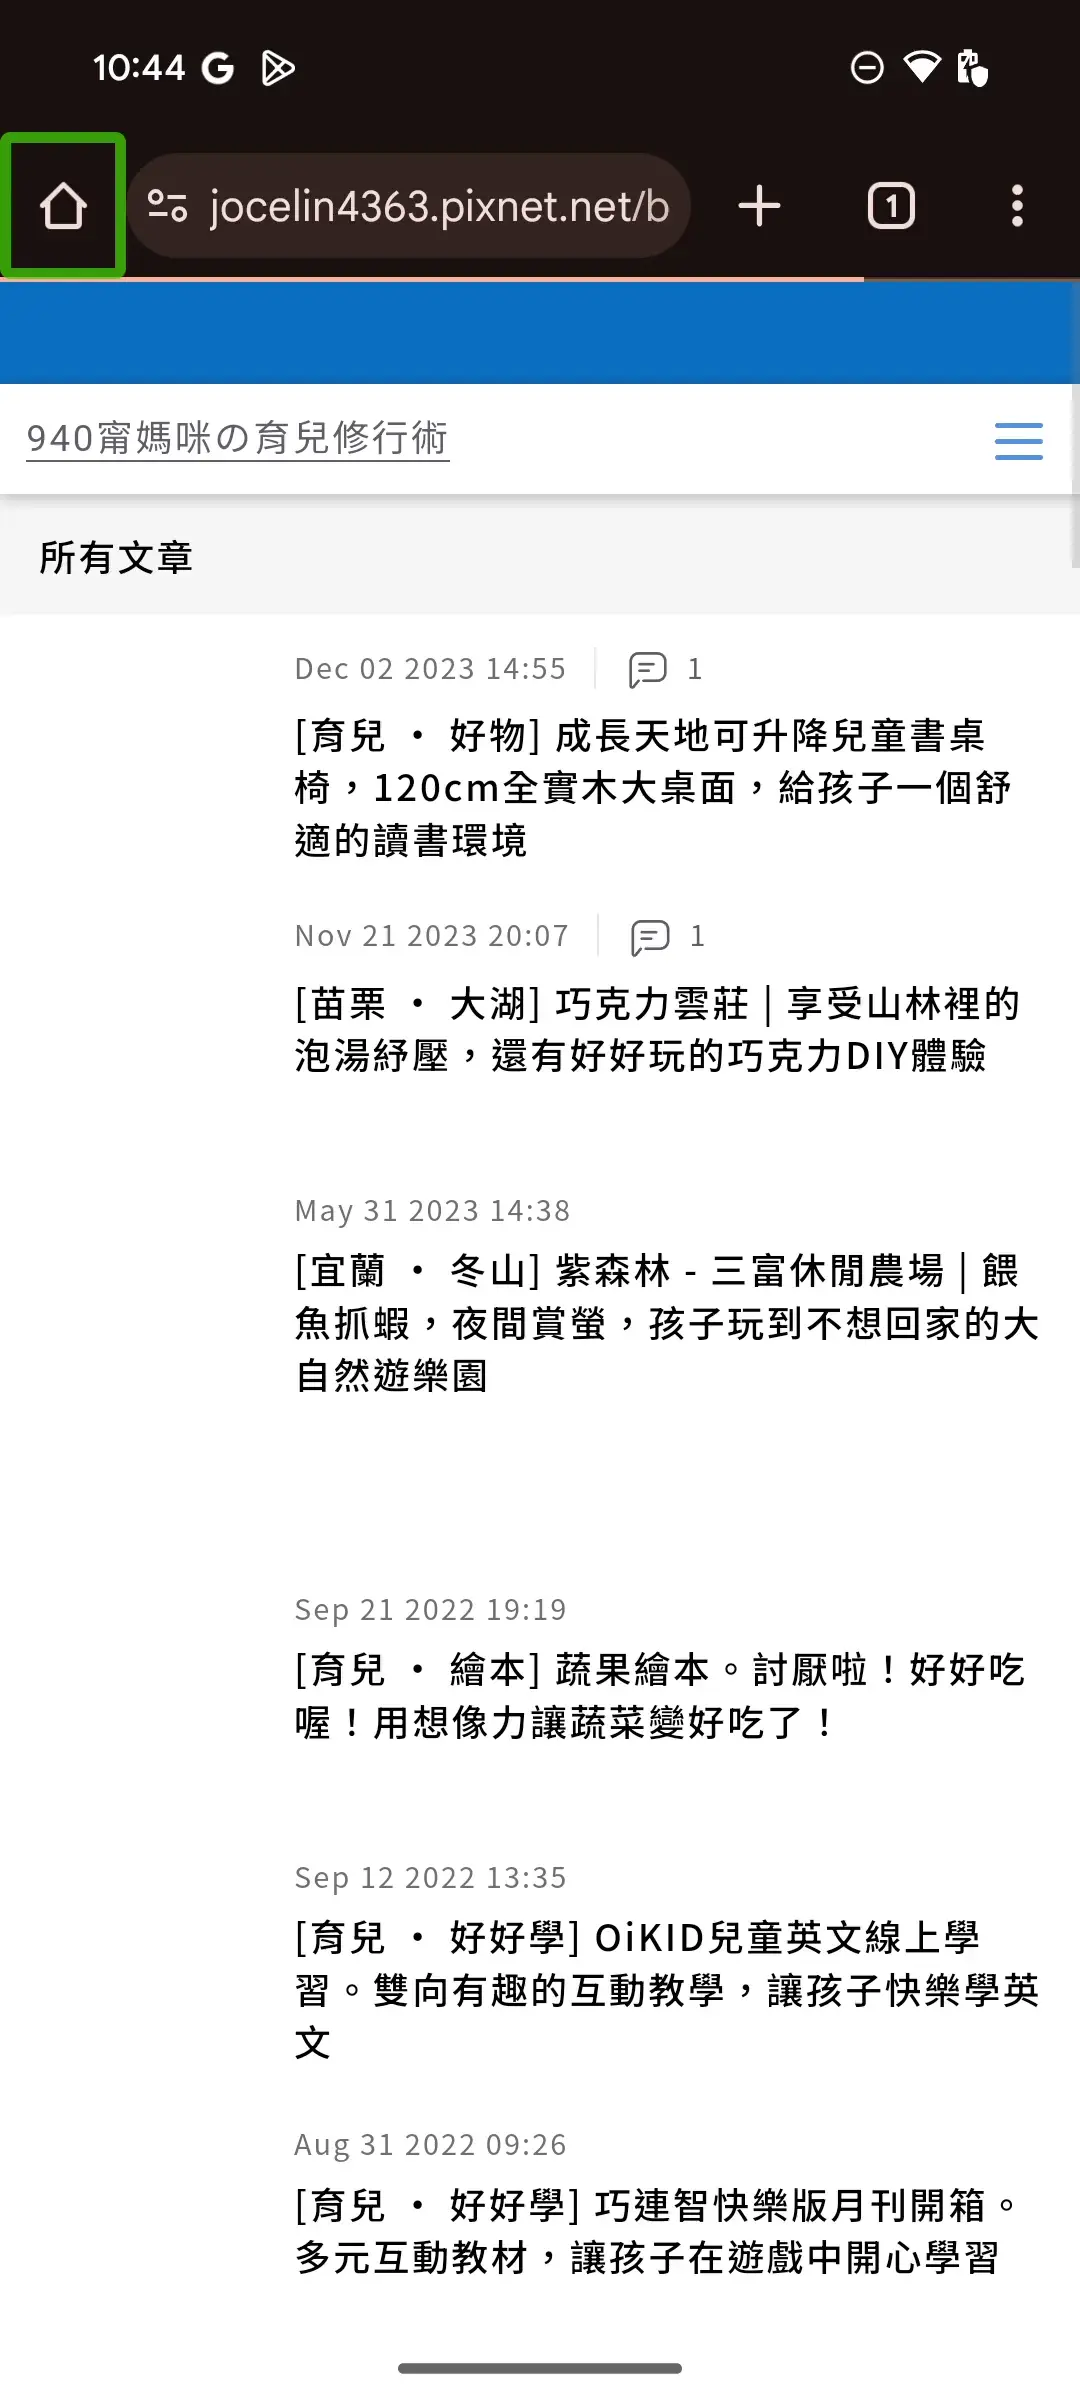 10:44
jocelin4363.pixnet.net/b
1
940甯媽咪の育兒修行術
所有文章
Dec 02 2023 14:55 1
[育兒 • 好物] 成長天地可升降兒童書桌
椅，120cm全實木大桌面，給孩子一個舒
適的讀書環境
Nov 21 2023 20:07 1
[苗栗 • 大湖] 巧克力雲莊 | 享受山林裡的
泡湯紓壓，還有好好玩的巧克力DIY體驗
May 31 2023 14:38
[宜蘭 • 冬山] 紫森林 - 三富休閒農場 | 餵
魚抓蝦，夜間賞螢，孩子玩到不想回家的大
自然遊樂園
Sep 21 2022 19:19
[育兒 • 繪本] 蔬果繪本。討厭啦！好好吃
喔！用想像力讓蔬菜變好吃了！
Sep 12 2022 13:35
[育兒 • 好好學] OiKID兒童英文線上學
習。雙向有趣的互動教學，讓孩子快樂學英
文
Aug 31 2022 09:26
[育兒 • 好好學] 巧連智快樂版月刊開箱。
多元互動教材，讓孩子在遊戲中開心學習